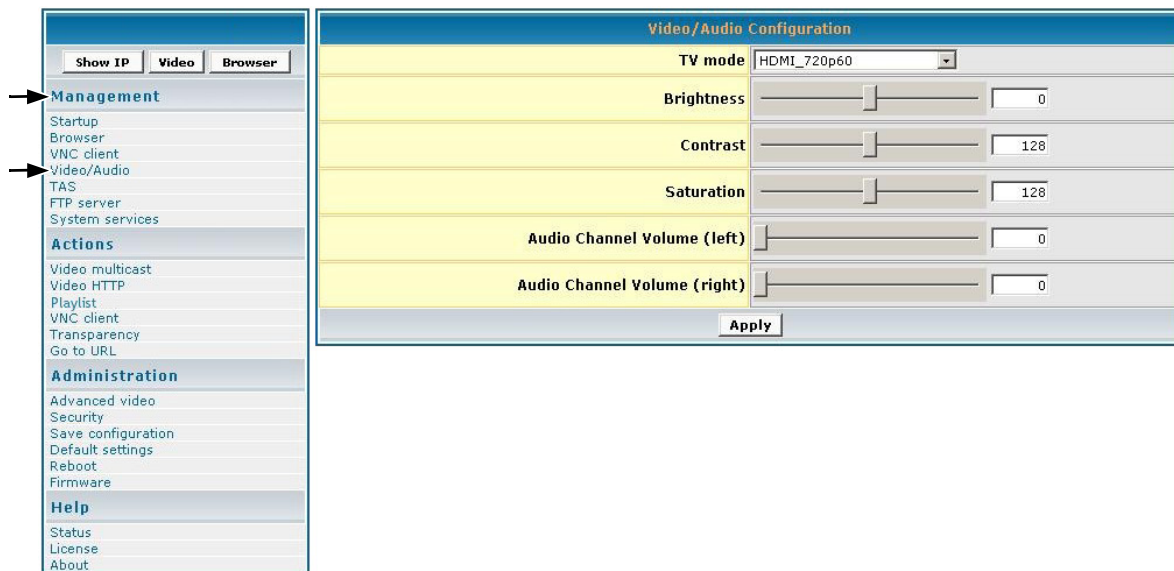 Show IP Video Browser
Management
Startup
Browser
VNC client
Video/Audio
TAS
FTP server
System services
Actions
Video multicast
Video HTTP
Playlist
VNC client
Transparency
Go to URL
Administration
Advanced video
Security
Save configuration
Default settings
Reboot
Firmware
Help
Status
License
About
Video/Audio Configuration
TV mode HDMI_720p60
Brightness 0
Contrast 128
Saturation 128
Audio Channel Volume (left) 0
Audio Channel Volume (right) 0
Apply